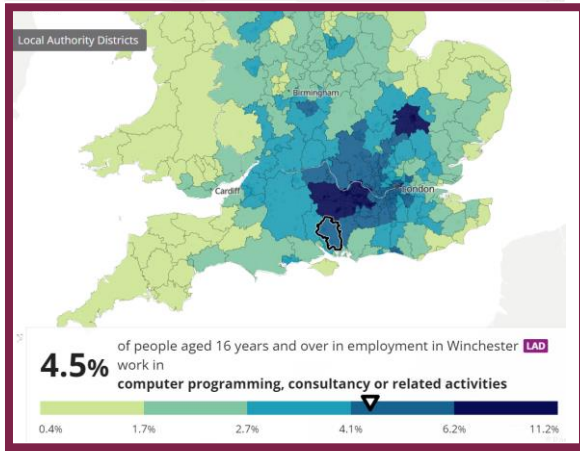 Local Authority Districts
Birmingham
Cardiff
London
4.5% of people aged 16 years and over in employment in Winchester LAD
work in
computer programming, consultancy or related activities
0.4% 1.7% 2.7% 4.1% 6.2% 11.2%